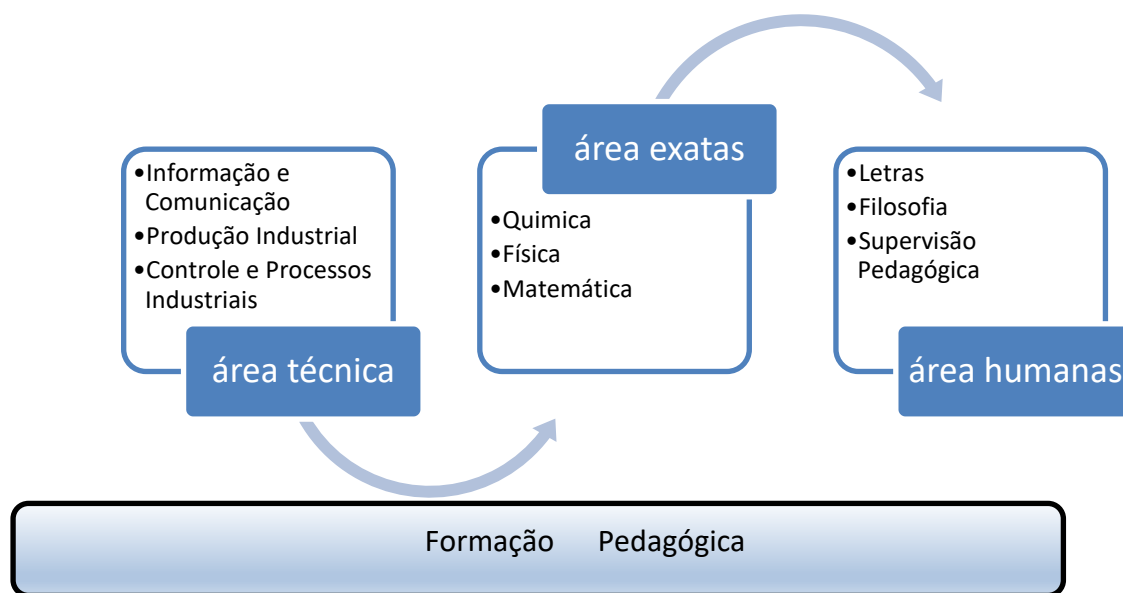 •Informação e
Comunicação
•Produção Industrial
•Controle e Processos
Industriais
área técnica
área exatas
•Quimica
•Física
•Matemática
•Letras
•Filosofia
•Supervisão
Pedagógica
área humanas
Formação Pedagógica